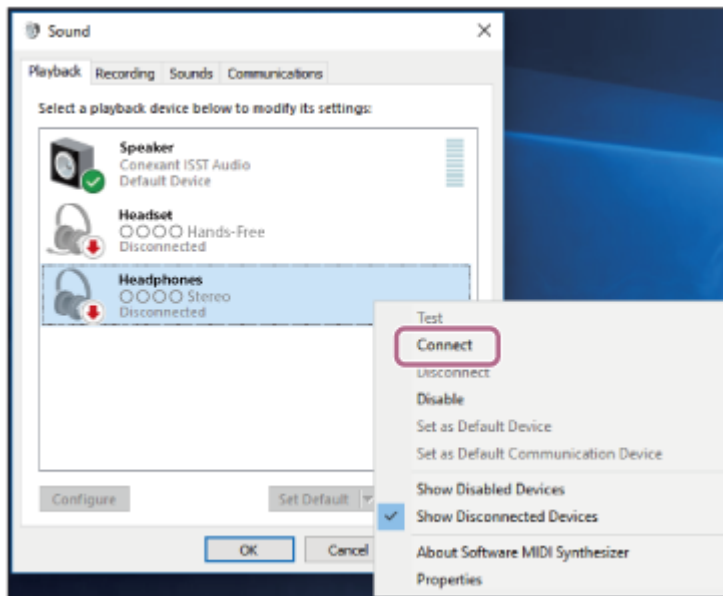 Sound
Playback Recording Sounds Communications
Select a playback device below to modify its settings:
Speaker
Conexant ISST Audio
Default Device
Headset
○○○○ Hands-Free
Disconnected
Headphones
○○○○ Stereo
Disconnected
Test
Connect
Disconnect
Disable
Set as Default Device
Set as Default Communication Device
Show Disabled Devices
Show Disconnected Devices
About Software MIDI Synthesizer
Properties
Configure Set Default
OK Cancel